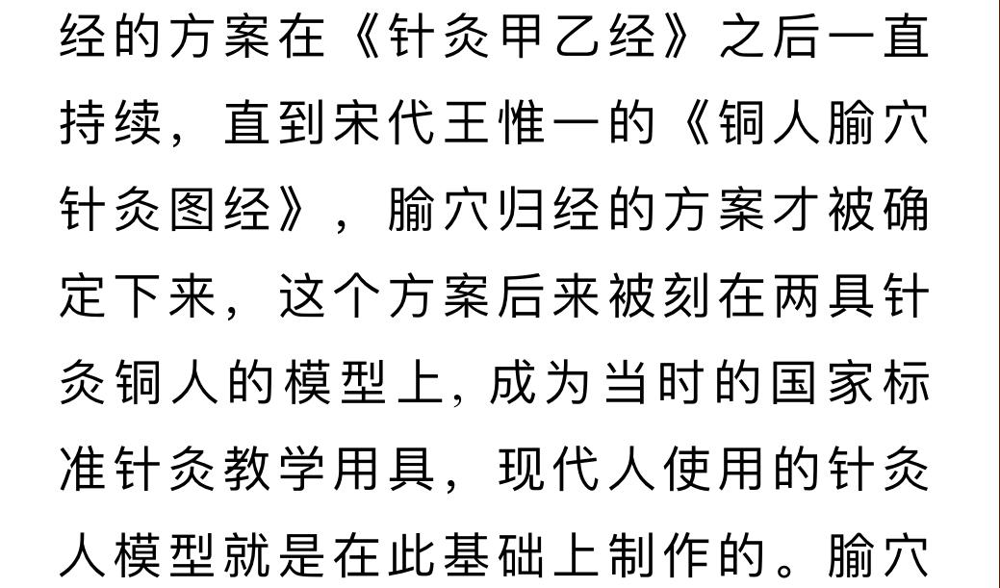 经的方案在《针灸甲乙经》之后一直
持续，直到宋代王惟一的《铜人腧穴
针灸图经》，腧穴归经的方案才被确
定下来，这个方案后来被刻在两具针
灸铜人的模型上，成为当时的国家标
准针灸教学用具，现代人使用的针灸
人模型就是在此基础上制作的。腧穴